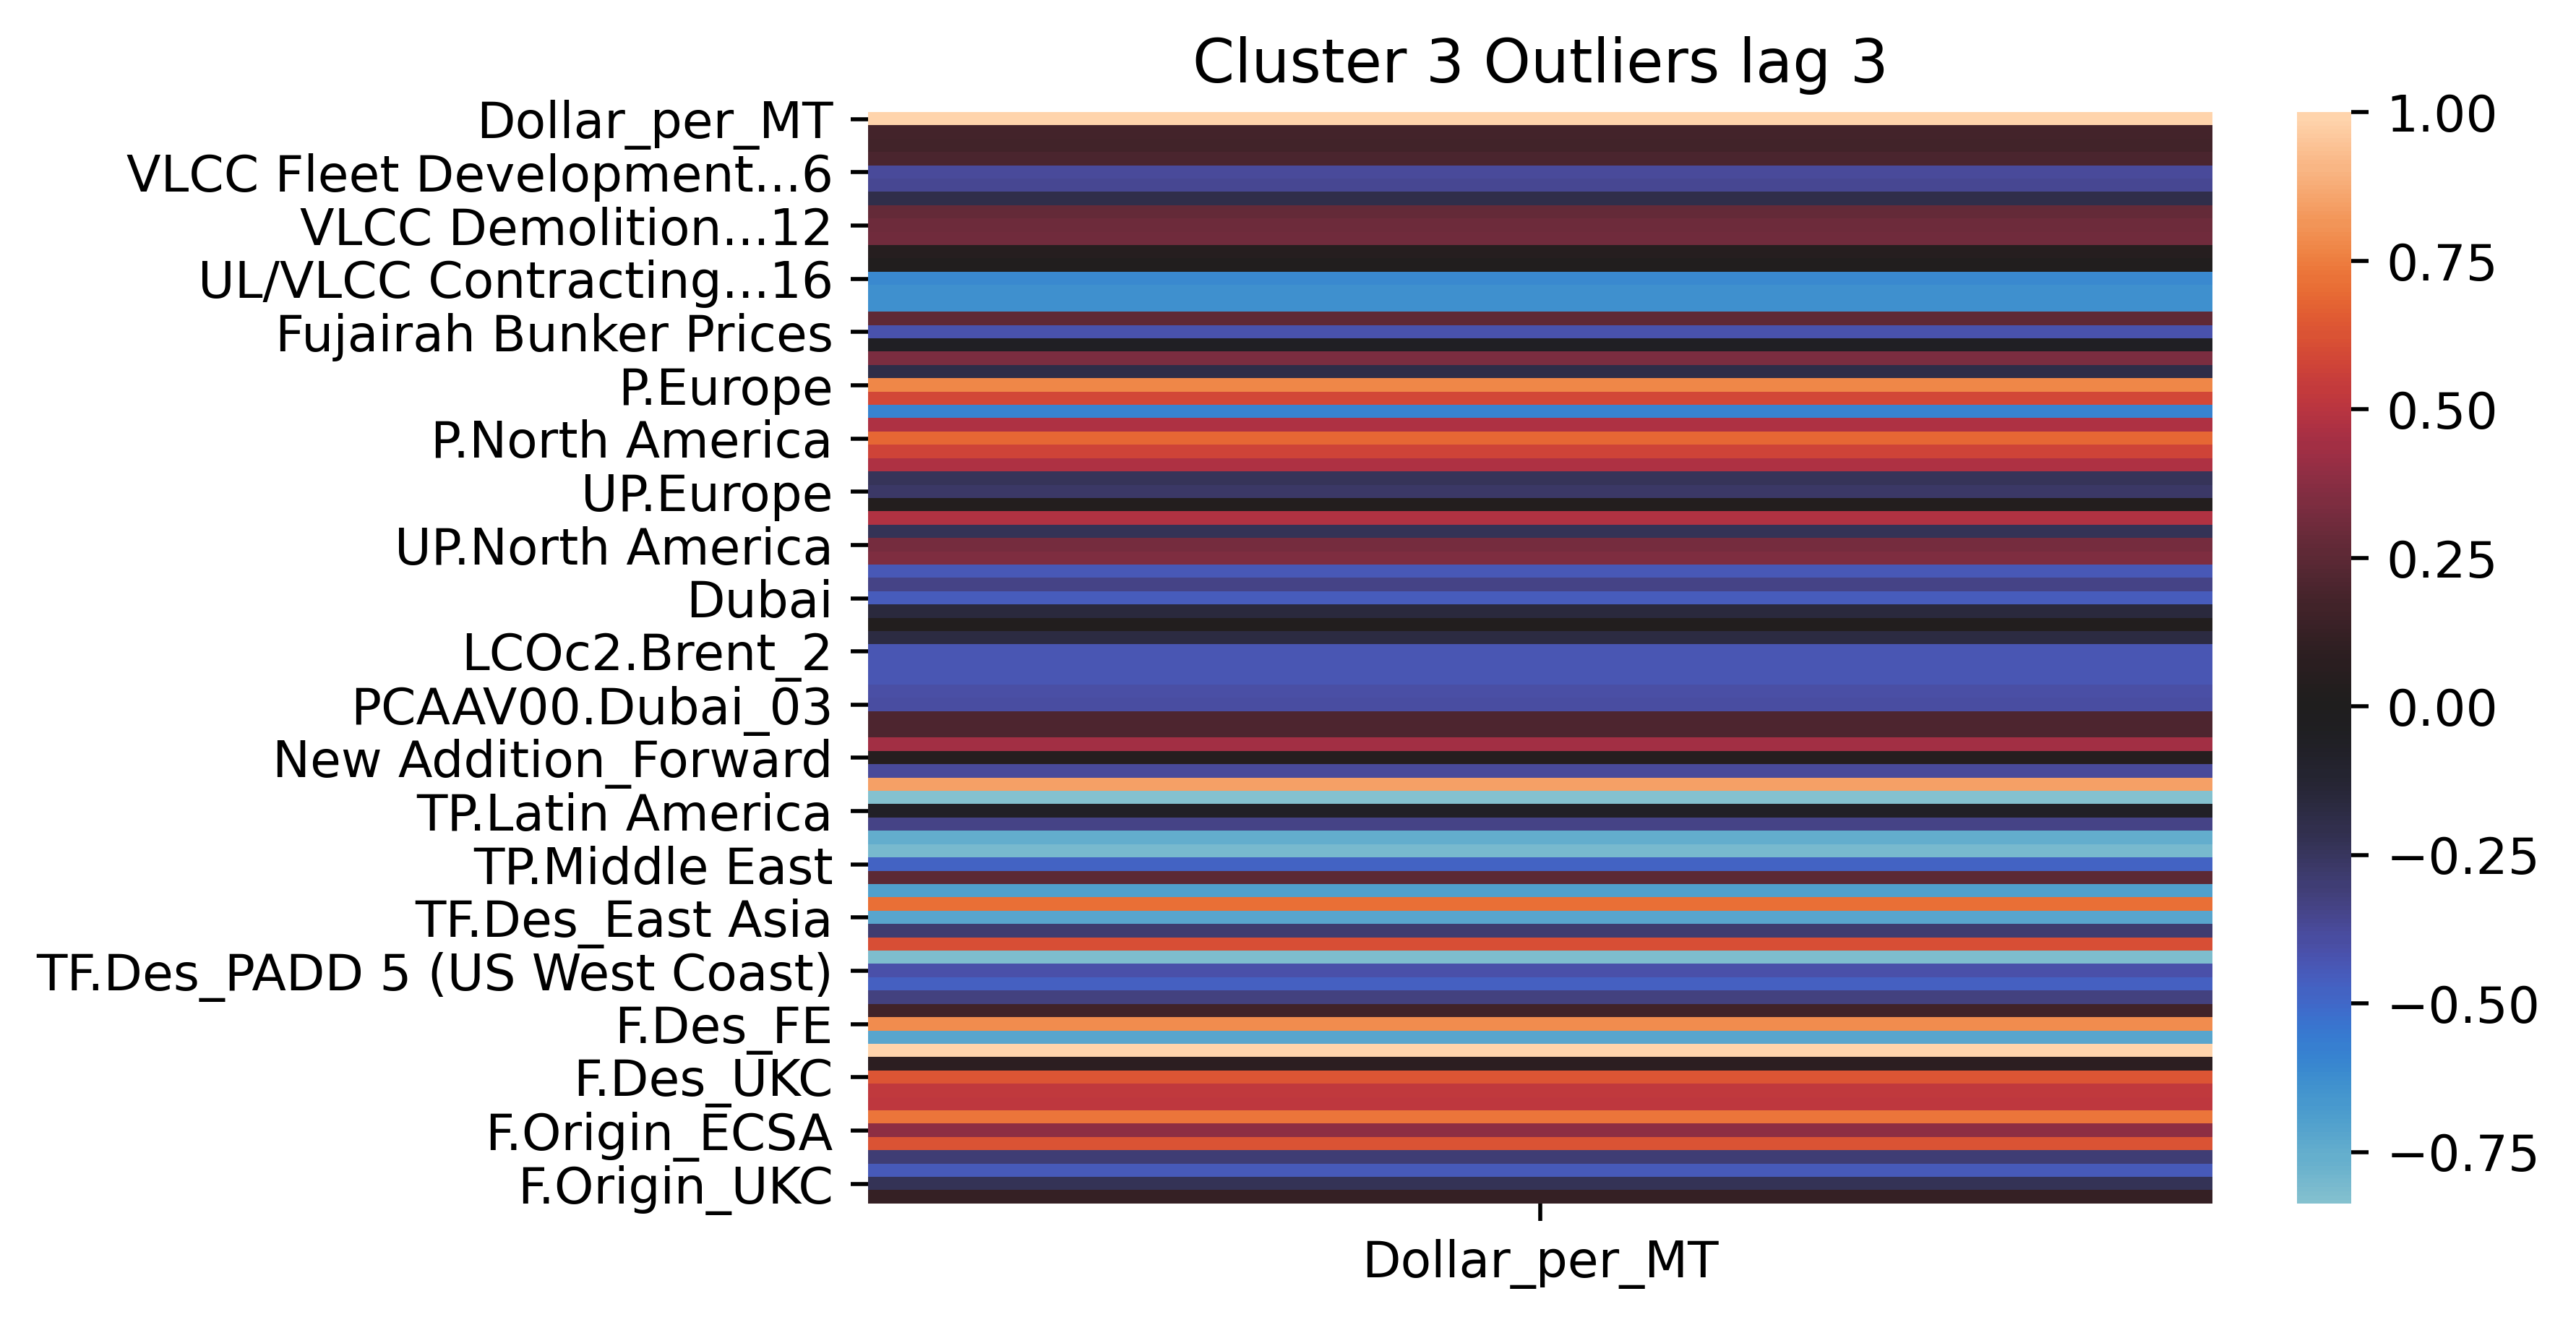 Cluster 3 Outliers lag 3
Dollar_per_MT
VLCC Fleet Development...6
VLCC Demolition...12
UL/VLCC Contracting...16
Fujairah Bunker Prices
P.Europe
P.North America
UP.Europe
UP.North America
Dubai
LCOc2.Brent_2
PCAAV00.Dubai_03
New Addition_Forward
TP.Latin America
TP.Middle East
TF.Des_East Asia
TF.Des_PADD 5 (US West Coast)
F.Des_FE
F.Des_UKC
F.Origin_ECSA
F.Origin_UKC
Dollar_per_MT
1.00
0.75
0.50
0.25
0.00
−0.25
−0.50
−0.75